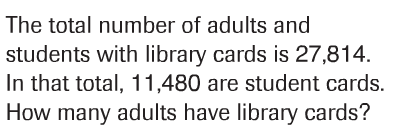 The total number of adults and
students with library cards is 27,814.
In that total, 11,480 are student cards.
How many adults have library cards?